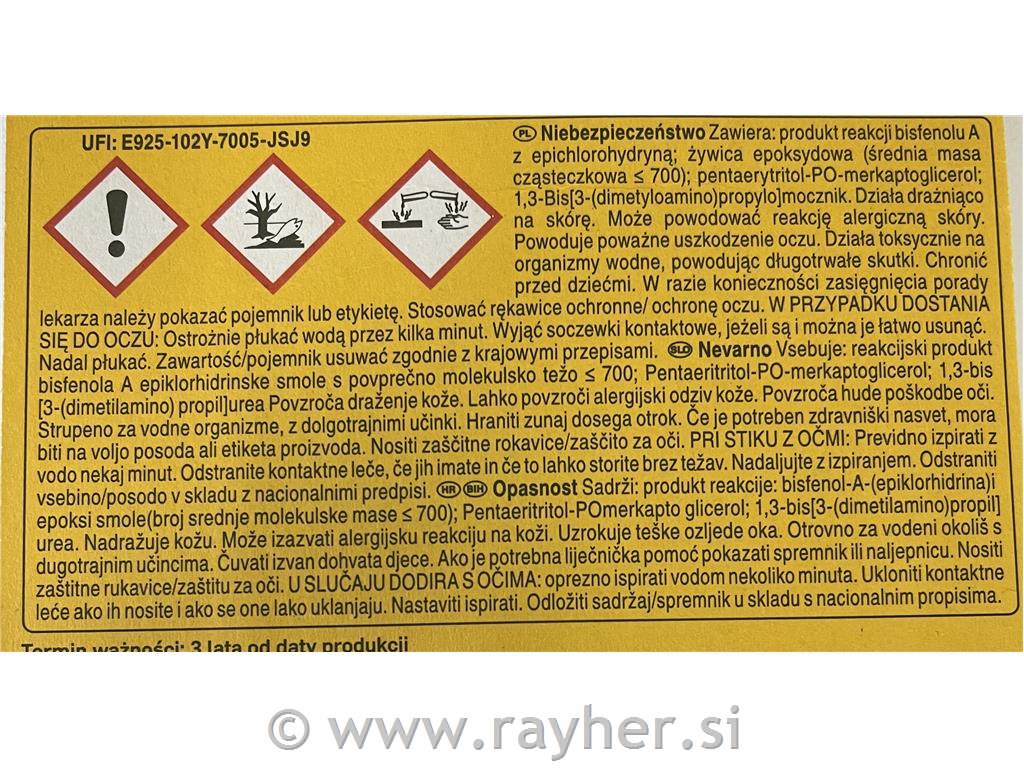 UFI: E925-102Y-7005-JSJ9
PL Niebezpieczeństwo Zawiera: produkt reakcji bisfenolu A
z epichlorohydryną; żywica epoksydowa (średnia masa
cząsteczkowa ≤ 700); pentaerytritol-PO-merkaptoglicerol;
1,3-Bis[3-(dimetyloamino)propylo]mocznik. Działa drażniąco
na skórę. Może powodować reakcję alergiczną skóry.
Powoduje poważne uszkodzenie oczu. Działa toksycznie na
organizmy wodne, powodując długotrwałe skutki. Chronić
przed dziećmi. W razie konieczności zasięgnięcia porady
lekarza należy pokazać pojemnik lub etykietę. Stosować rękawice ochronne/ ochronę oczu. W PRZYPADKU DOSTANIA
SIĘ DO OCZU: Ostrożnie płukać wodą przez kilka minut. Wyjąć soczewki kontaktowe, jeżeli są i można je łatwo usunąć.
Nadal płukać. Zawartość/pojemnik usuwać zgodnie z krajowymi przepisami. SLO Nevarno Vsebuje: reakcijski produkt
bisfenola A epiklorhidrinske smole s povprečno molekulsko težo ≤ 700; Pentaeritritol-PO-merkaptoglicerol; 1,3-bis
[3-(dimetilamino) propil]urea Povzroča draženje kože. Lahko povzroči alergijski odziv kože. Povzroča hude poškodbe oči.
Strupeno za vodne organizme, z dolgotrajnimi učinki. Hraniti zunaj dosega otrok. Če je potreben zdravniški nasvet, mora
biti na voljo posoda ali etiketa proizvoda. Nositi zaščitne rokavice/zaščito za oči. PRI STIKU Z OČMI: Previdno izpirati z
vodo nekaj minut. Odstranite kontaktne leče, če jih imate in če to lahko storite brez težav. Nadaljujte z izpiranjem. Odstraniti
vsebino/posodo v skladu z nacionalnimi predpisi. HR BIH Opasnost Sadrži: produkt reakcije: bisfenol-A-(epiklorhidrina)i
epoksi smole(broj srednje molekulske mase ≤ 700); Pentaeritritol-POmerkapto glicerol; 1,3-bis[3-(dimetilamino)propil]
urea. Nadražuje kožu. Može izazvati alergijsku reakciju na koži. Uzrokuje teške ozljede oka. Otrovno za vodeni okoliš s
dugotrajnim učincima. Čuvati izvan dohvata djece. Ako je potrebna liječnička pomoć pokazati spremnik ili naljepnicu. Nositi
zaštitne rukavice/zaštitu za oči. U SLUČAJU DODIRA S OČIMA: oprezno ispirati vodom nekoliko minuta. Ukloniti kontaktne
leće ako ih nosite i ako se one lako uklanjaju. Nastaviti ispirati. Odložiti sadržaj/spremnik u skladu s nacionalnim propisima.
Termin ważności: 3 lata od daty produkcji
© www.rayher.si